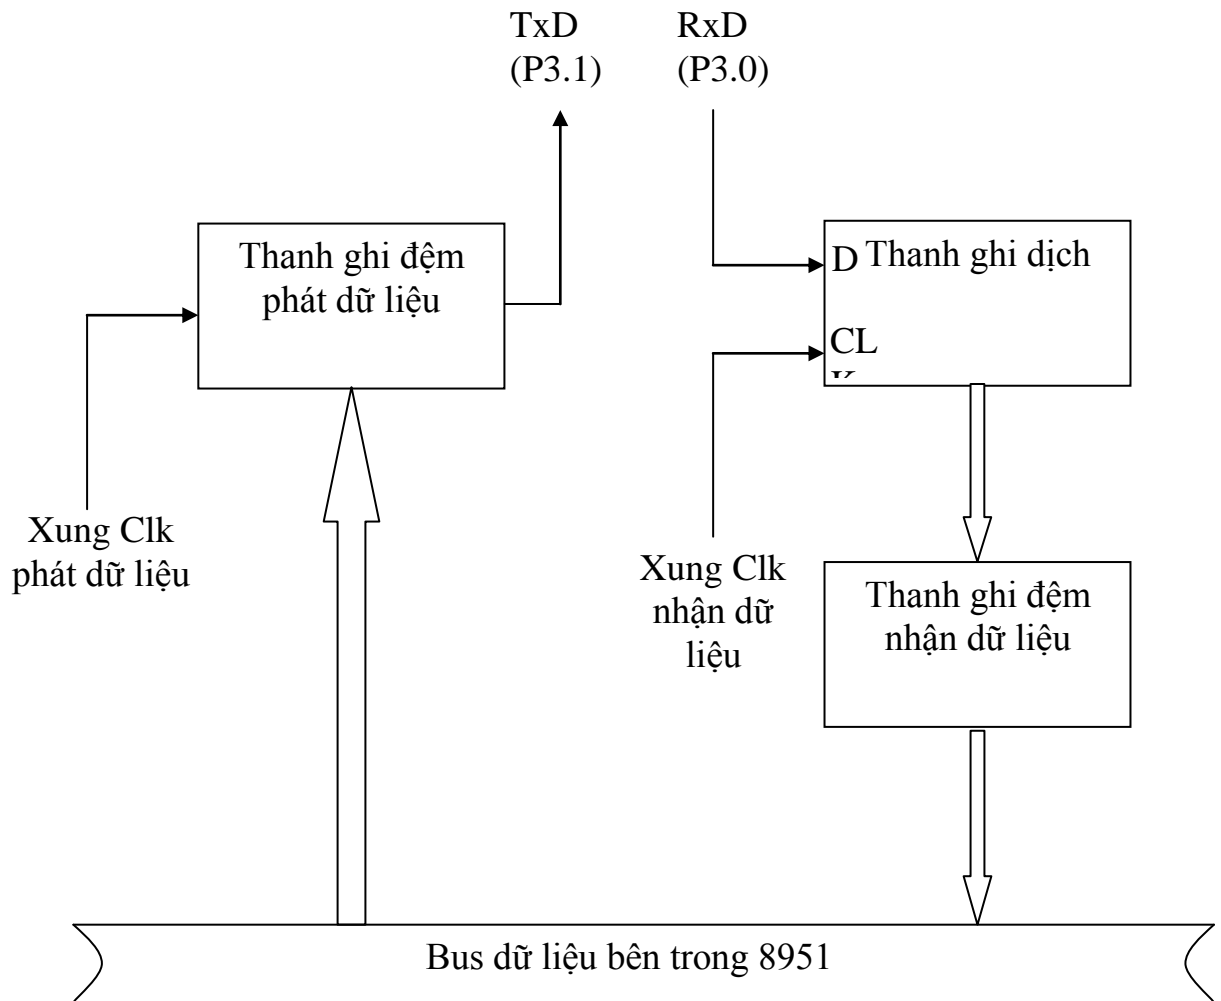 TxD
(P3.1)
RxD
(P3.0)
Thanh ghi đệm
phát dữ liệu
D
Thanh ghi dịch
CL
K
Xung Clk
phát dữ liệu
Xung Clk
nhận dữ
liệu
Thanh ghi đệm
nhận dữ liệu
Bus dữ liệu bên trong 8951